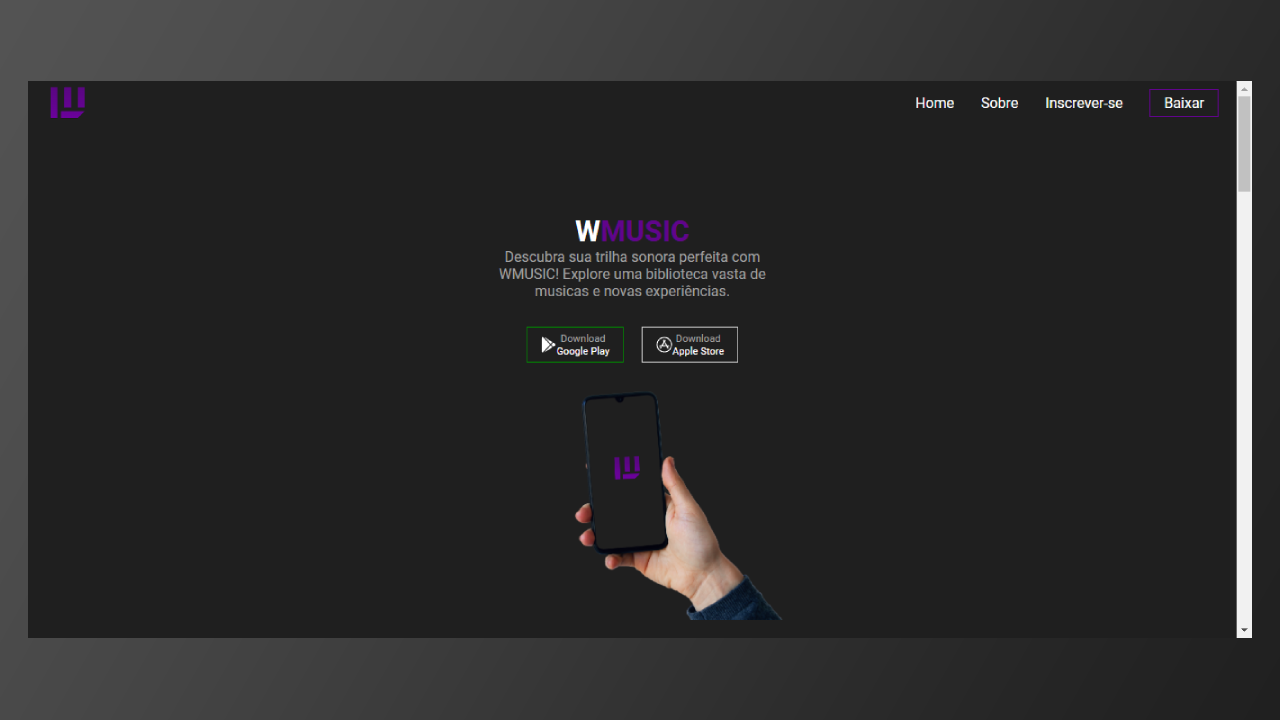 Home Sobre Inscrever-se Baixar
WMUSIC
Descubra sua trilha sonora perfeita com
WMUSIC! Explore uma biblioteca vasta de
musicas e novas experiências.
Download
Google Play
Download
Apple Store